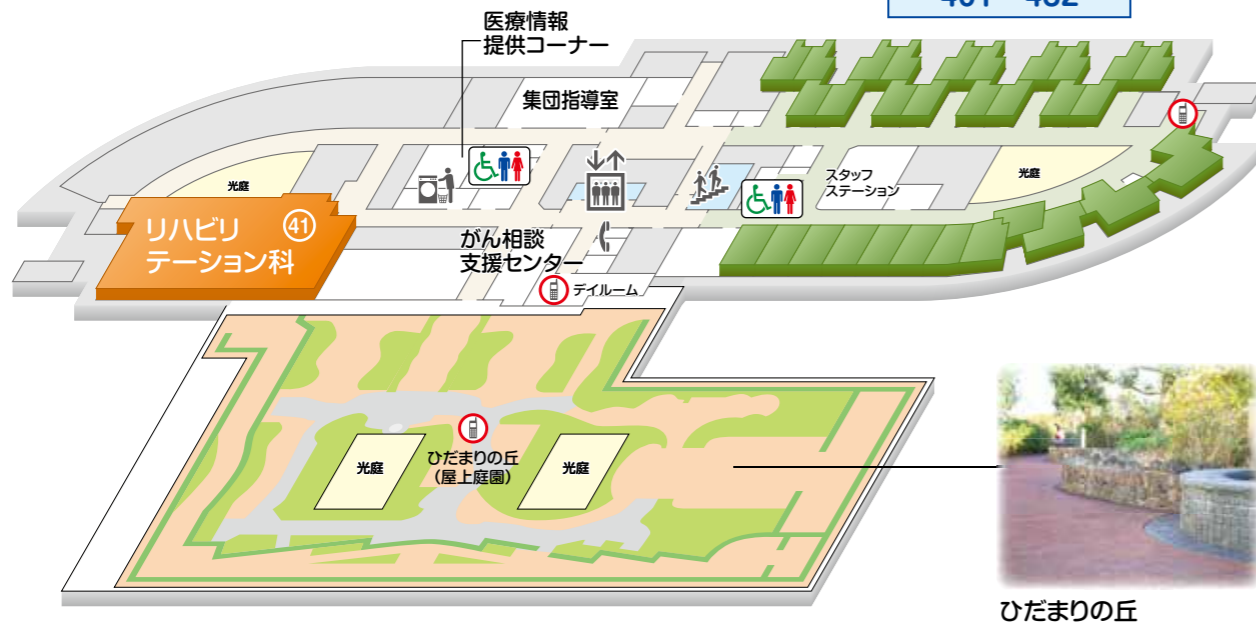 医療情報
提供コーナー
集団指導室
光庭
スタッフ
ステーション
光庭
リハビリ
テーション科
41
がん相談
支援センター
デイルーム
光庭
ひだまりの丘
(屋上庭園)
光庭
ひだまりの丘